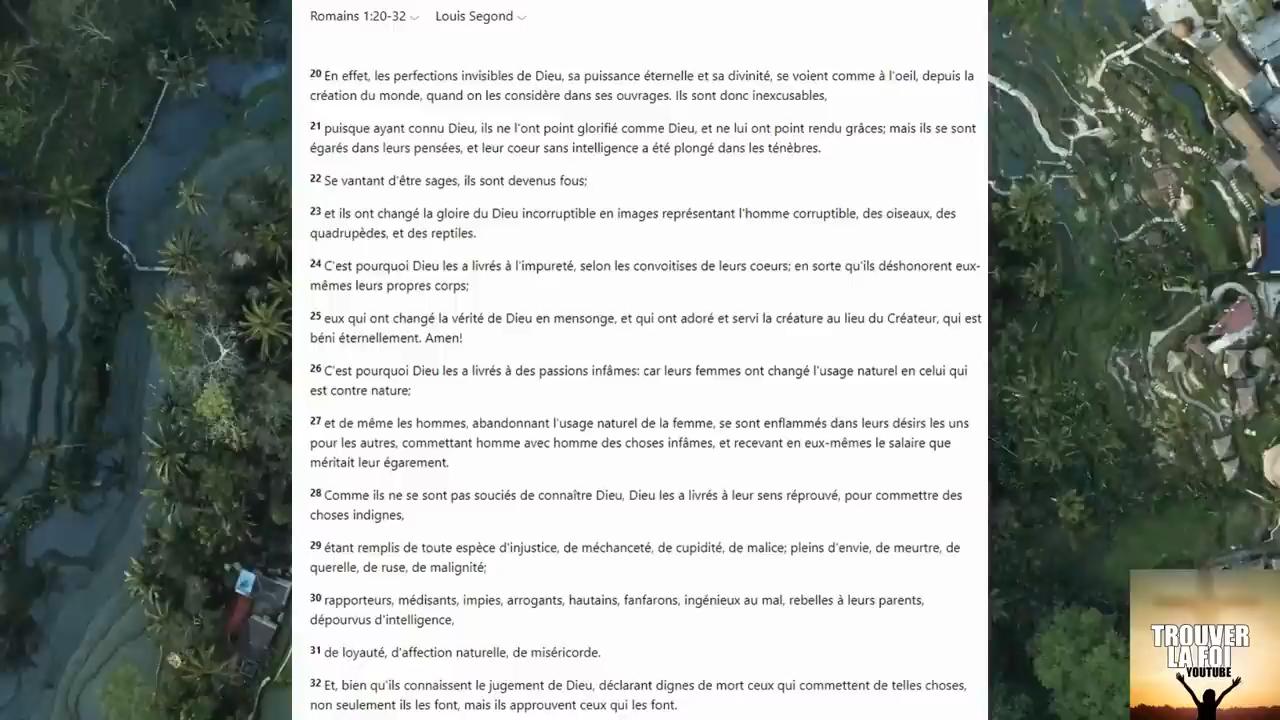 Romains 1:20-32 Louis Segond
20 En effet, les perfections invisibles de Dieu, sa puissance éternelle et sa divinité, se voient comme à l'oeil, depuis la
création du monde, quand on les considère dans ses ouvrages. Ils sont donc inexcusables,
21 puisque ayant connu Dieu, ils ne l'ont point glorifié comme Dieu, et ne lui ont point rendu grâces; mais ils se sont
égarés dans leurs pensées, et leur coeur sans intelligence a été plongé dans les ténèbres.
22 Se vantant d'être sages, ils sont devenus fous;
23 et ils ont changé la gloire du Dieu incorruptible en images représentant l'homme corruptible, des oiseaux, des
quadrupèdes, et des reptiles.
24 C'est pourquoi Dieu les a livrés à l'impureté, selon les convoitises de leurs coeurs; en sorte qu'ils déshonorent eux-
mêmes leurs propres corps;
25 eux qui ont changé la vérité de Dieu en mensonge, et qui ont adoré et servi la créature au lieu du Créateur, qui est
béni éternellement. Amen!
26 C'est pourquoi Dieu les a livrés à des passions infâmes: car leurs femmes ont changé l'usage naturel en celui qui
est contre nature;
27 et de même les hommes, abandonnant l'usage naturel de la femme, se sont enflammés dans leurs désirs les uns
pour les autres, commettant homme avec homme des choses infâmes, et recevant en eux-mêmes le salaire que
méritait leur égarement.
28 Comme ils ne se sont pas souciés de connaître Dieu, Dieu les a livrés à leur sens réprouvé, pour commettre des
choses indignes,
29 étant remplis de toute espèce d'injustice, de méchanceté, de cupidité, de malice; pleins d'envie, de meurtre, de
querelle, de ruse, de malignité;
30 rapporteurs, médisants, impies, arrogants, hautains, fanfarons, ingénieux au mal, rebelles à leurs parents,
dépourvus d'intelligence,
31 de loyauté, d'affection naturelle, de miséricorde.
32 Et, bien qu'ils connaissent le jugement de Dieu, déclarant dignes de mort ceux qui commettent de telles choses,
non seulement ils les font, mais ils approuvent ceux qui les font.
TROUVER
LA FOI
YOUTUBE